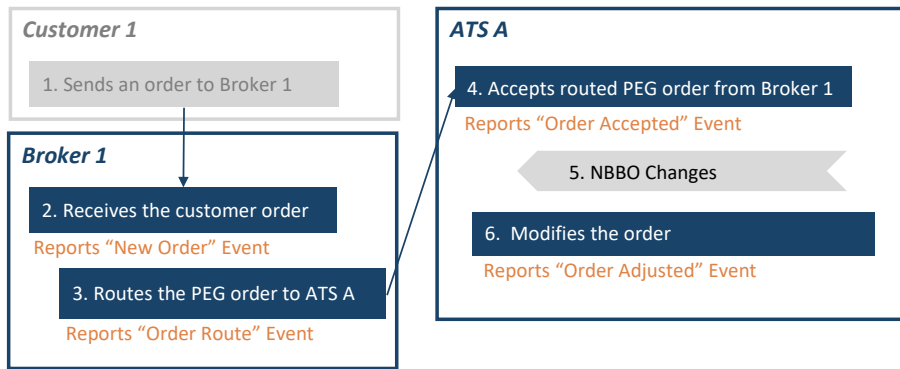 Customer 1
1. Sends an order to Broker 1
Broker 1
2. Receives the customer order
Reports “New Order” Event
3. Routes the PEG order to ATS A
Reports “Order Route” Event
ATS A
4. Accepts routed PEG order from Broker 1
Reports “Order Accepted” Event
5. NBBO Changes
6. Modifies the order
Reports “Order Adjusted” Event